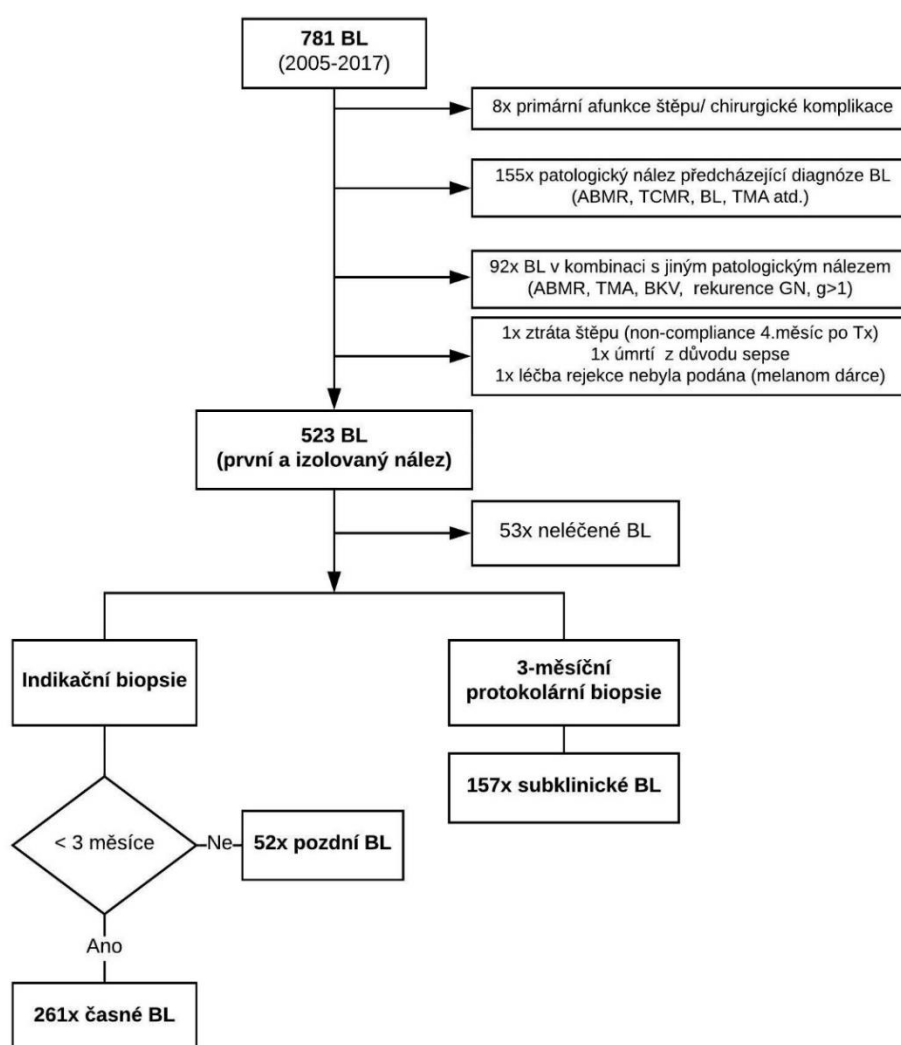 781 BL
(2005-2017)
8x primární afunkce štěpu/ chirurgické komplikace
155x patologický nález předcházející diagnóze BL
(ABMR, TCMR, BL, TMA atd.)
92x BL v kombinaci s jiným patologickým nálezem
(ABMR, TMA, BKV, rekurence GN, g>1)
1x ztráta štěpu (non-compliance 4.měsíc po Tx)
1x úmrtí z důvodu sepse
1x léčba rejekce nebyla podána (melanom dárce)
523 BL
(první a izolovaný nález)
53x neléčené BL
Indikační biopsie
3-měsíční
protokolární biopsie
157x subklinické BL
< 3 měsíce
Ne
52x pozdní BL
Ano
261x časné BL